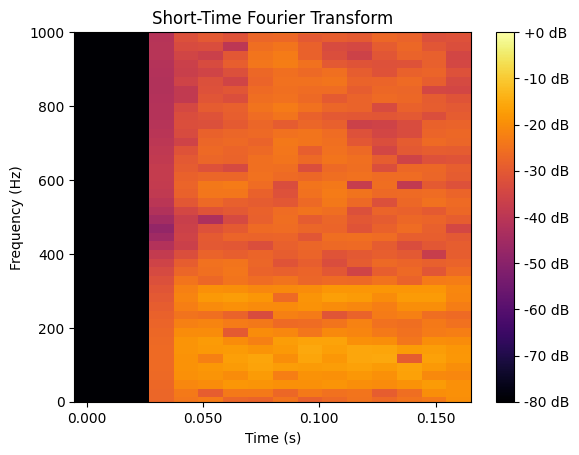 Short-Time Fourier Transform
1000
800
600
400
200
0
Frequency (Hz)
0.000
0.050
0.100
0.150
Time (s)
+0 dB
-10 dB
-20 dB
-30 dB
-40 dB
-50 dB
-60 dB
-70 dB
-80 dB